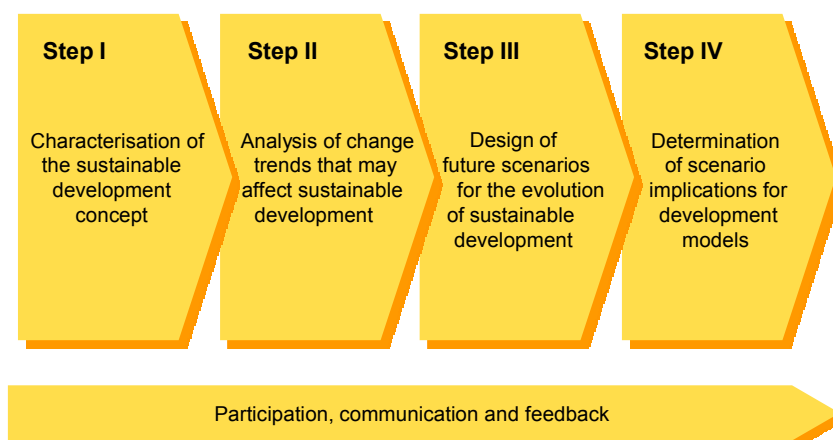 Step I
Characterisation of
the sustainable
development
concept
Step II
Analysis of change
trends that may
affect sustainable
development
Step III
Design of
future scenarios
for the evolution
of sustainable
development
Step IV
Determination
of scenario
implications for
development
models
Participation, communication and feedback